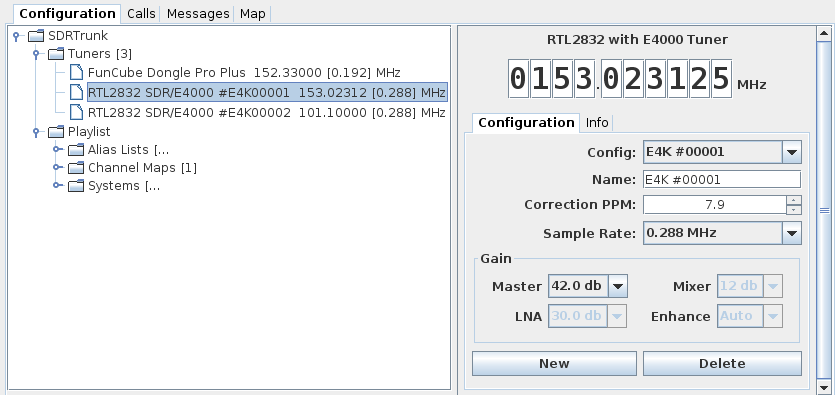 Configuration Calls Messages Map
SDRTrunk
Tuners [3]
FunCube Dongle Pro Plus 152.33000 [0.192] MHz
RTL2832 SDR/E4000 #E4K00001 153.02312 [0.288] MHz
RTL2832 SDR/E4000 #E4K00002 101.10000 [0.288] MHz
Playlist
Alias Lists [...
Channel Maps [1]
Systems [...
RTL2832 with E4000 Tuner
0153.023125 MHz
Configuration Info
Config: E4K #00001
Name: E4K #00001
Correction PPM: 7.9
Sample Rate: 0.288 MHz
Gain
Master 42.0 db Mixer 12 db
LNA 30.0 db Enhance Auto
New Delete